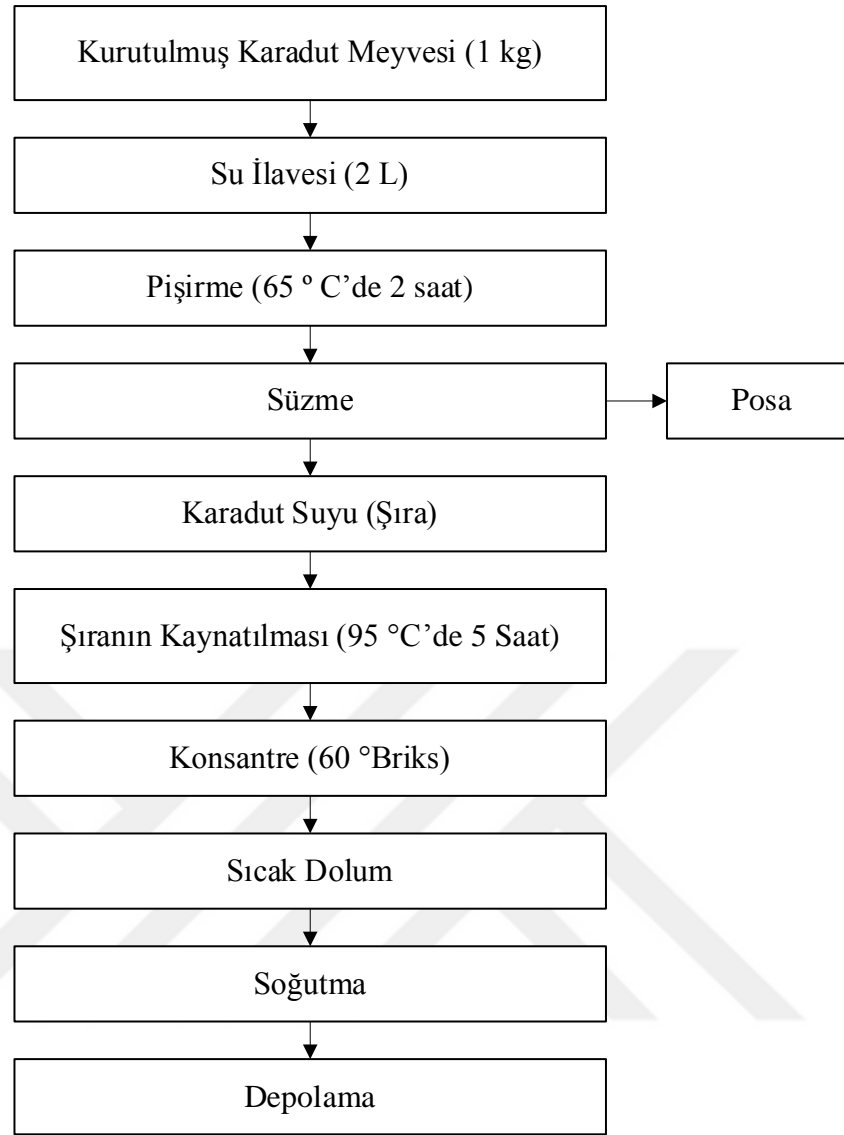 Kurutulmuş Karadut Meyvesi (1 kg)
Su İlavesi (2 L)
Pişirme (65 º C’de 2 saat)
Süzme
Posa
Karadut Suyu (Şıra)
Şıranın Kaynatılması (95 °C’de 5 Saat)
Konsantre (60 °Briks)
Sıcak Dolum
Soğutma
Depolama